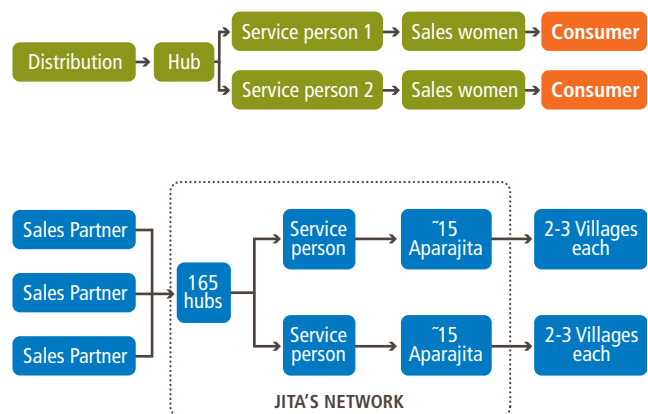 Service person 1
Sales women
Consumer
Distribution
Hub
Service person 2
Sales women
Consumer
Sales Partner
Service
person
~15
Aparajita
2-3 Villages
each
Sales Partner
165
hubs
Sales Partner
Service
person
~15
Aparajita
2-3 Villages
each
JITA'S NETWORK